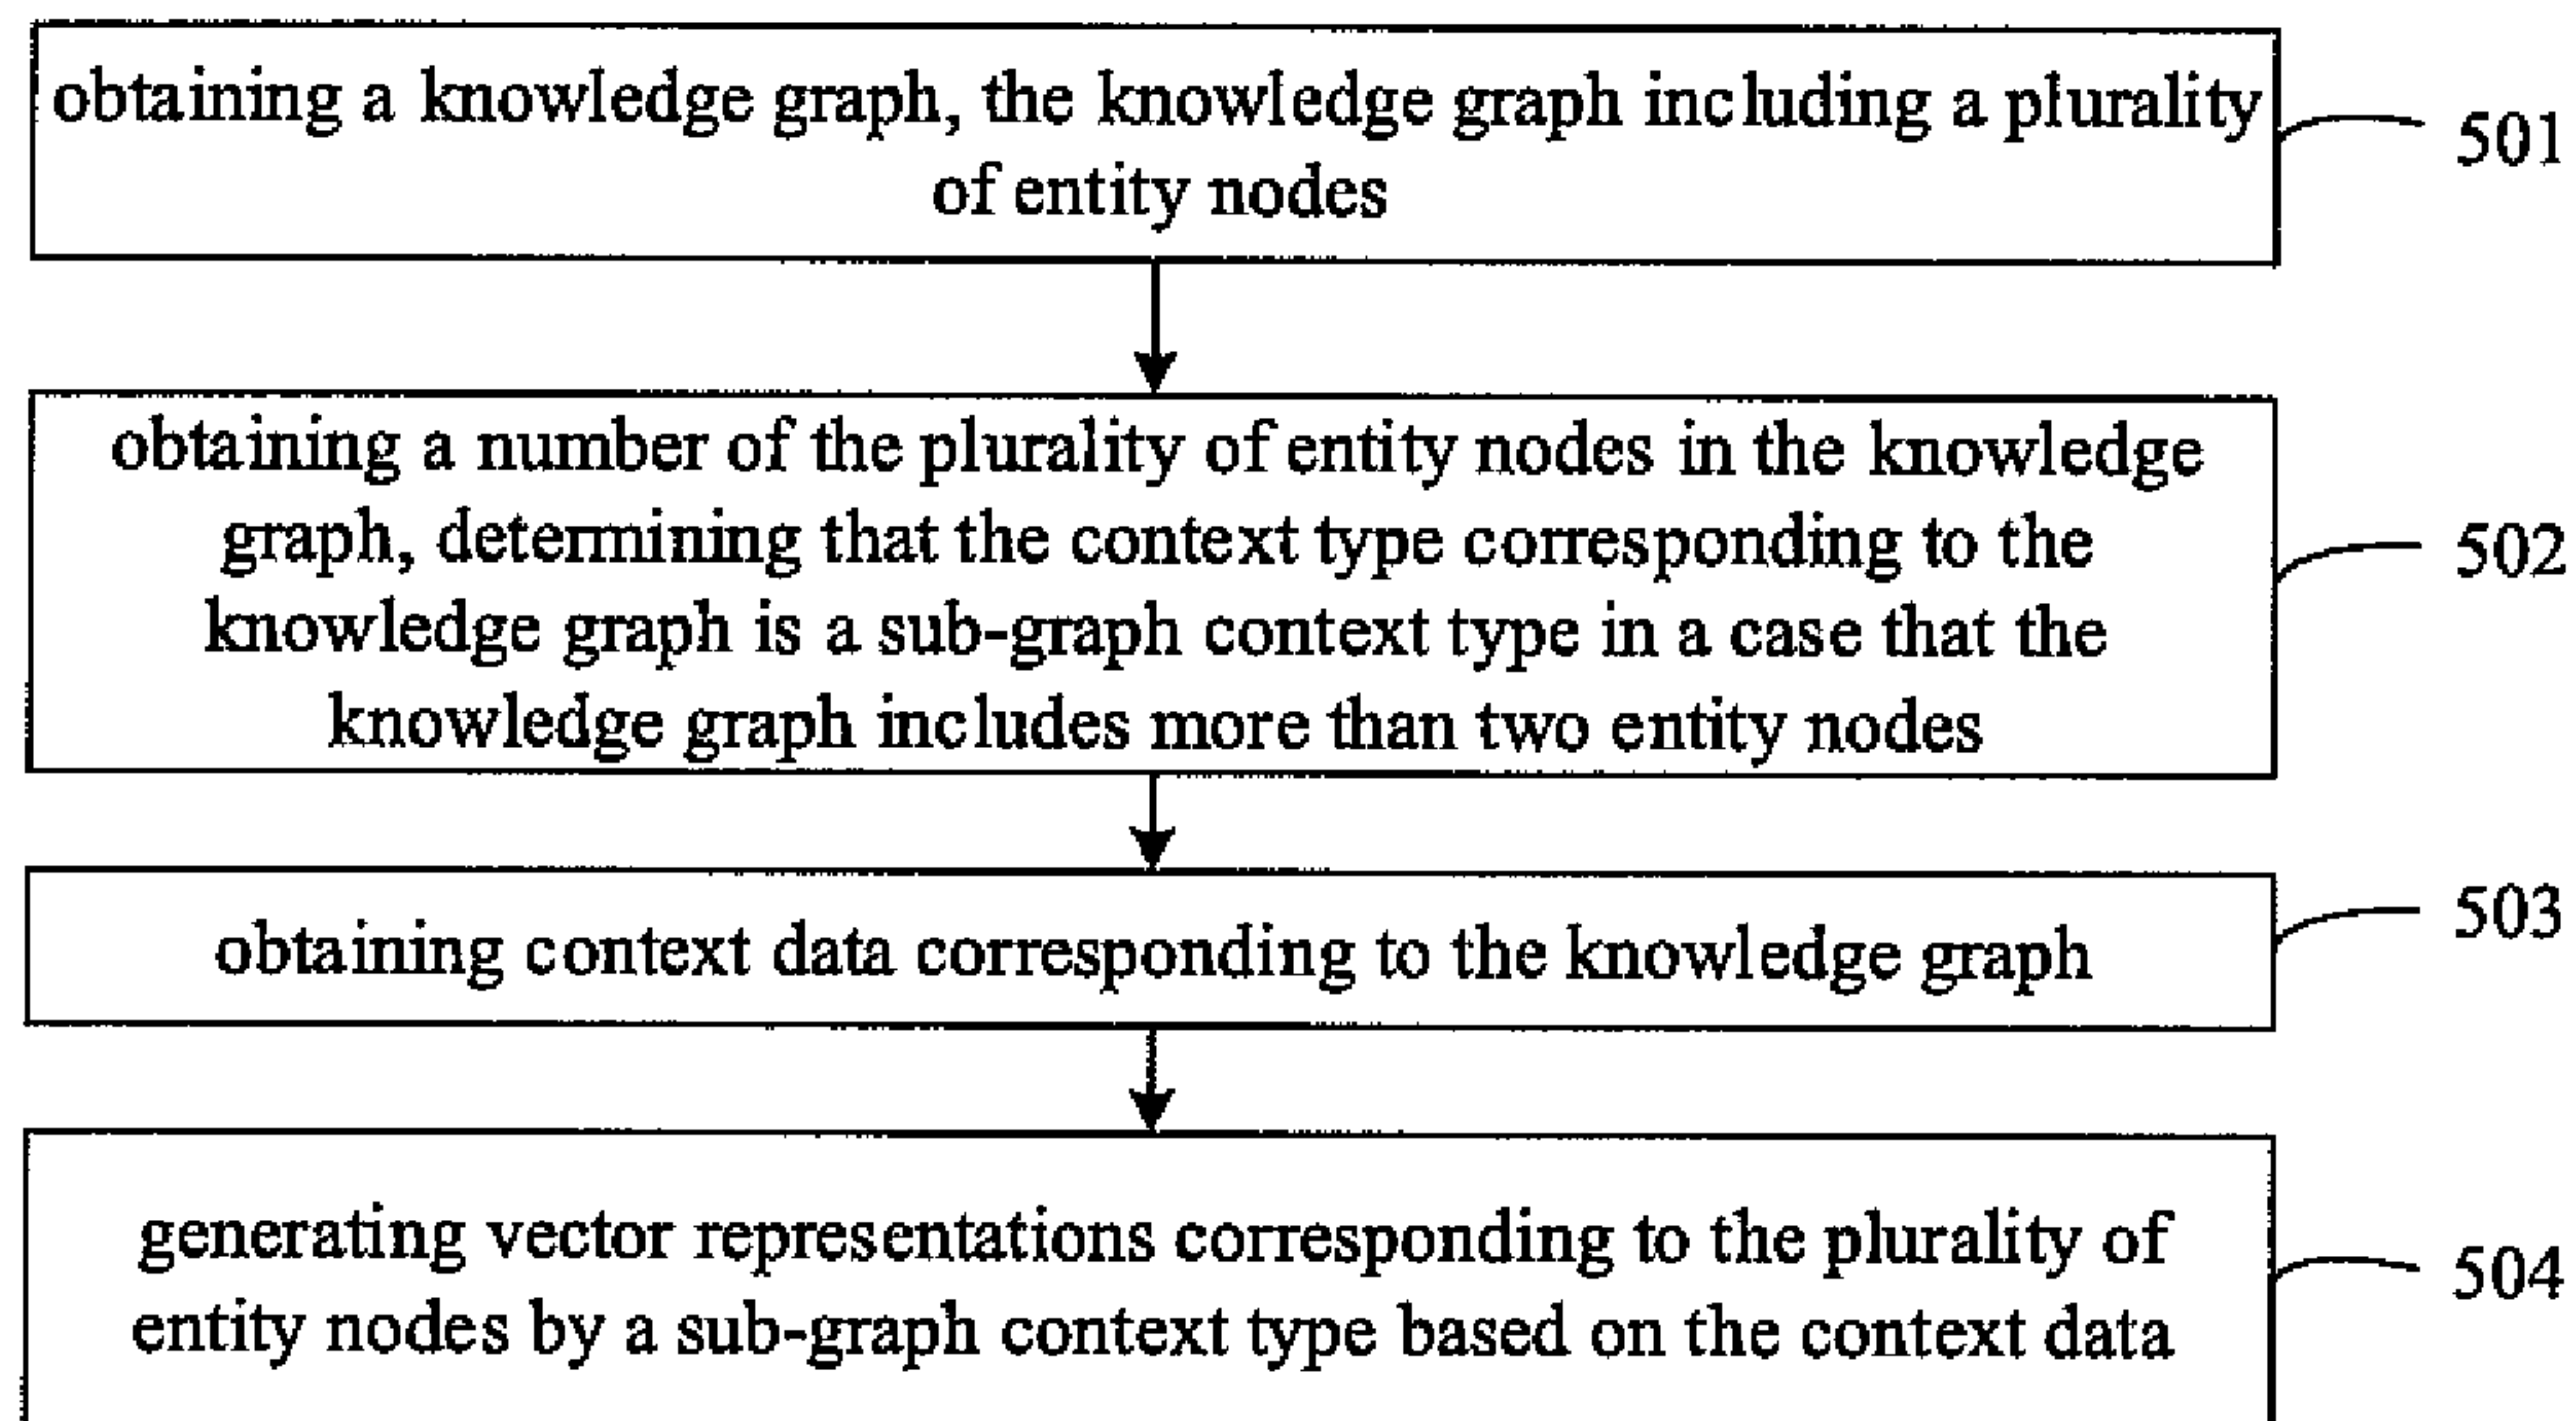 obtaining a knowledge graph, the knowledge graph including a plurality
of entity nodes
501
obtaining a number of the plurality of entity nodes in the knowledge
graph, determining that the context type corresponding to the
knowledge graph is a sub-graph context type in a case that the
knowledge graph includes more than two entity nodes
502
obtaining context data corresponding to the knowledge graph
503
generating vector representations corresponding to the plurality of
entity nodes by a sub-graph context type based on the context data
504